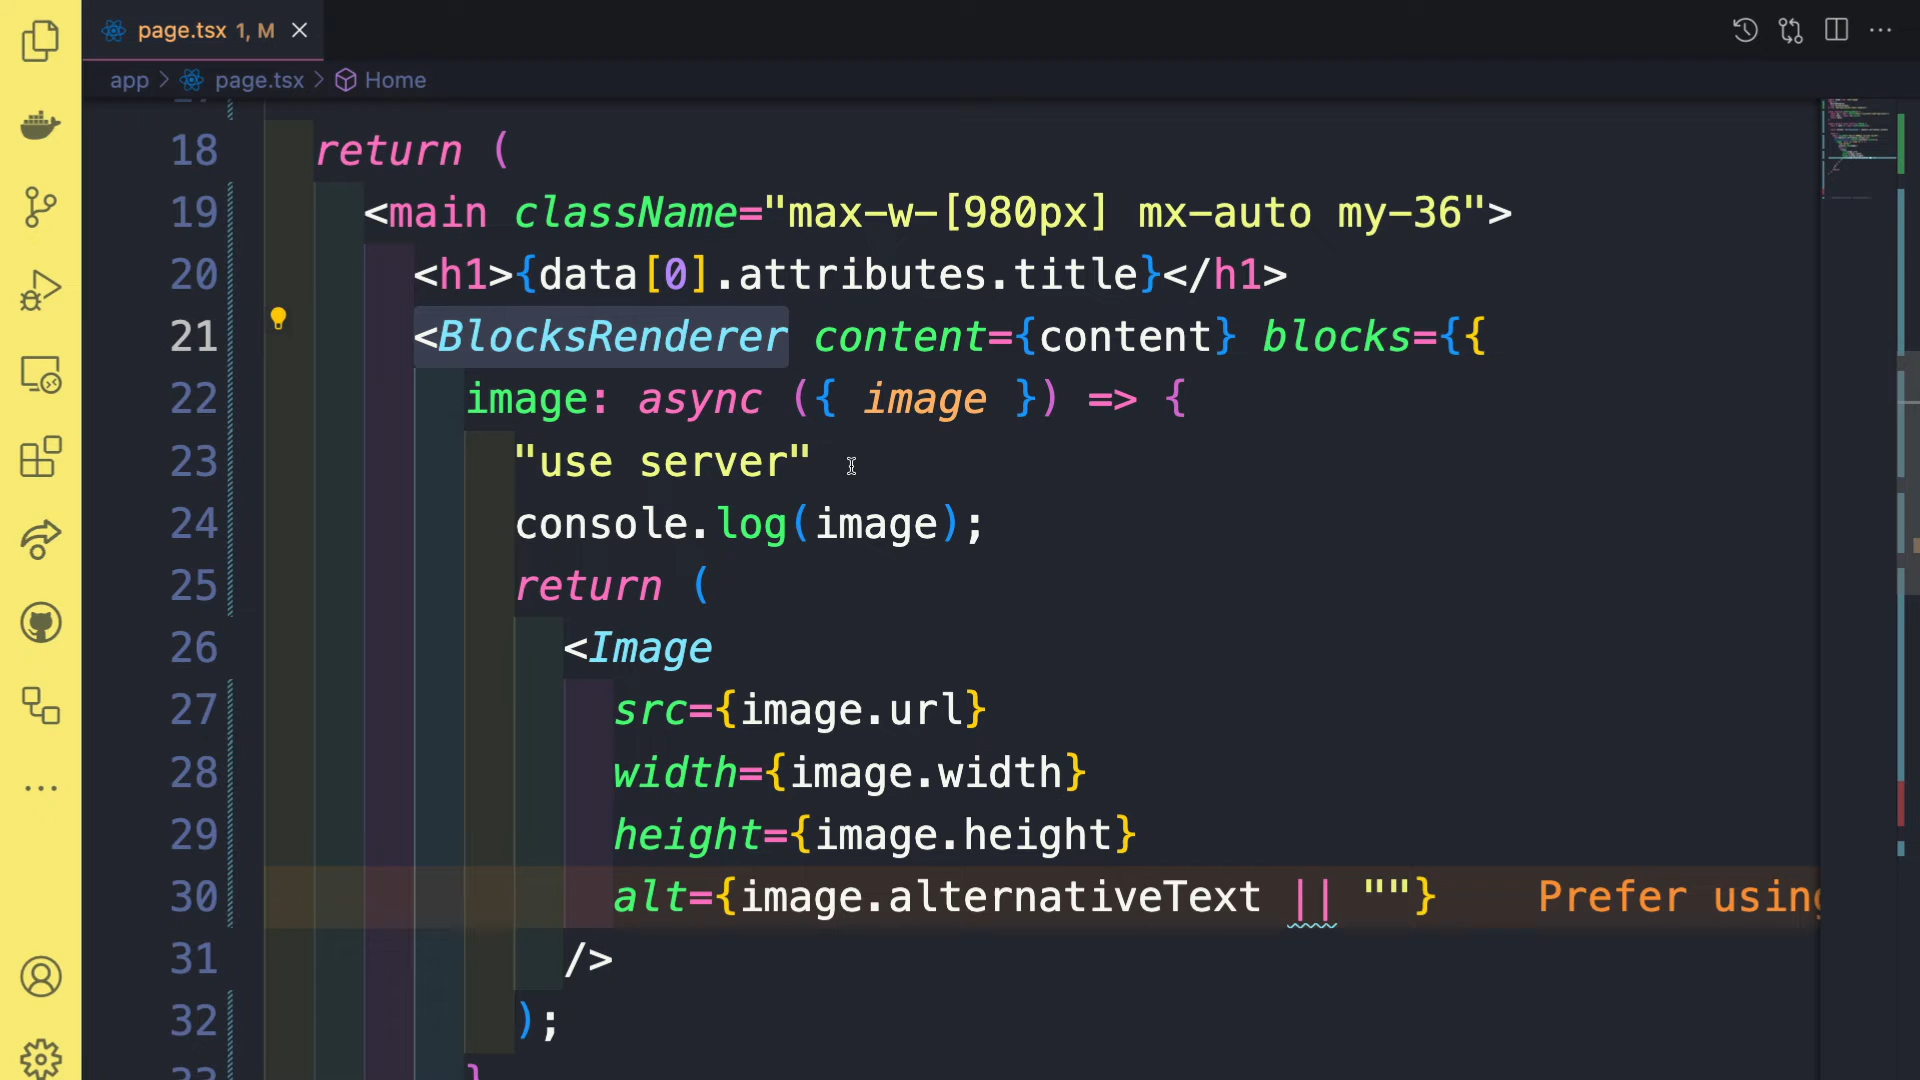 page.tsx 1, M
app > page.tsx > Home
18 return (
19 <main className="max-w-[980px] mx-auto my-36">
20 <h1>{data[0].attributes.title}</h1>
21 <BlocksRenderer content={content} blocks={{
22 image: async ({ image }) => {
23 "use server"
24 console.log(image);
25 return (
26 <Image
27 src={image.url}
28 width={image.width}
29 height={image.height}
30 alt={image.alternativeText || ""} Prefer using
31 />
32 );
33 }